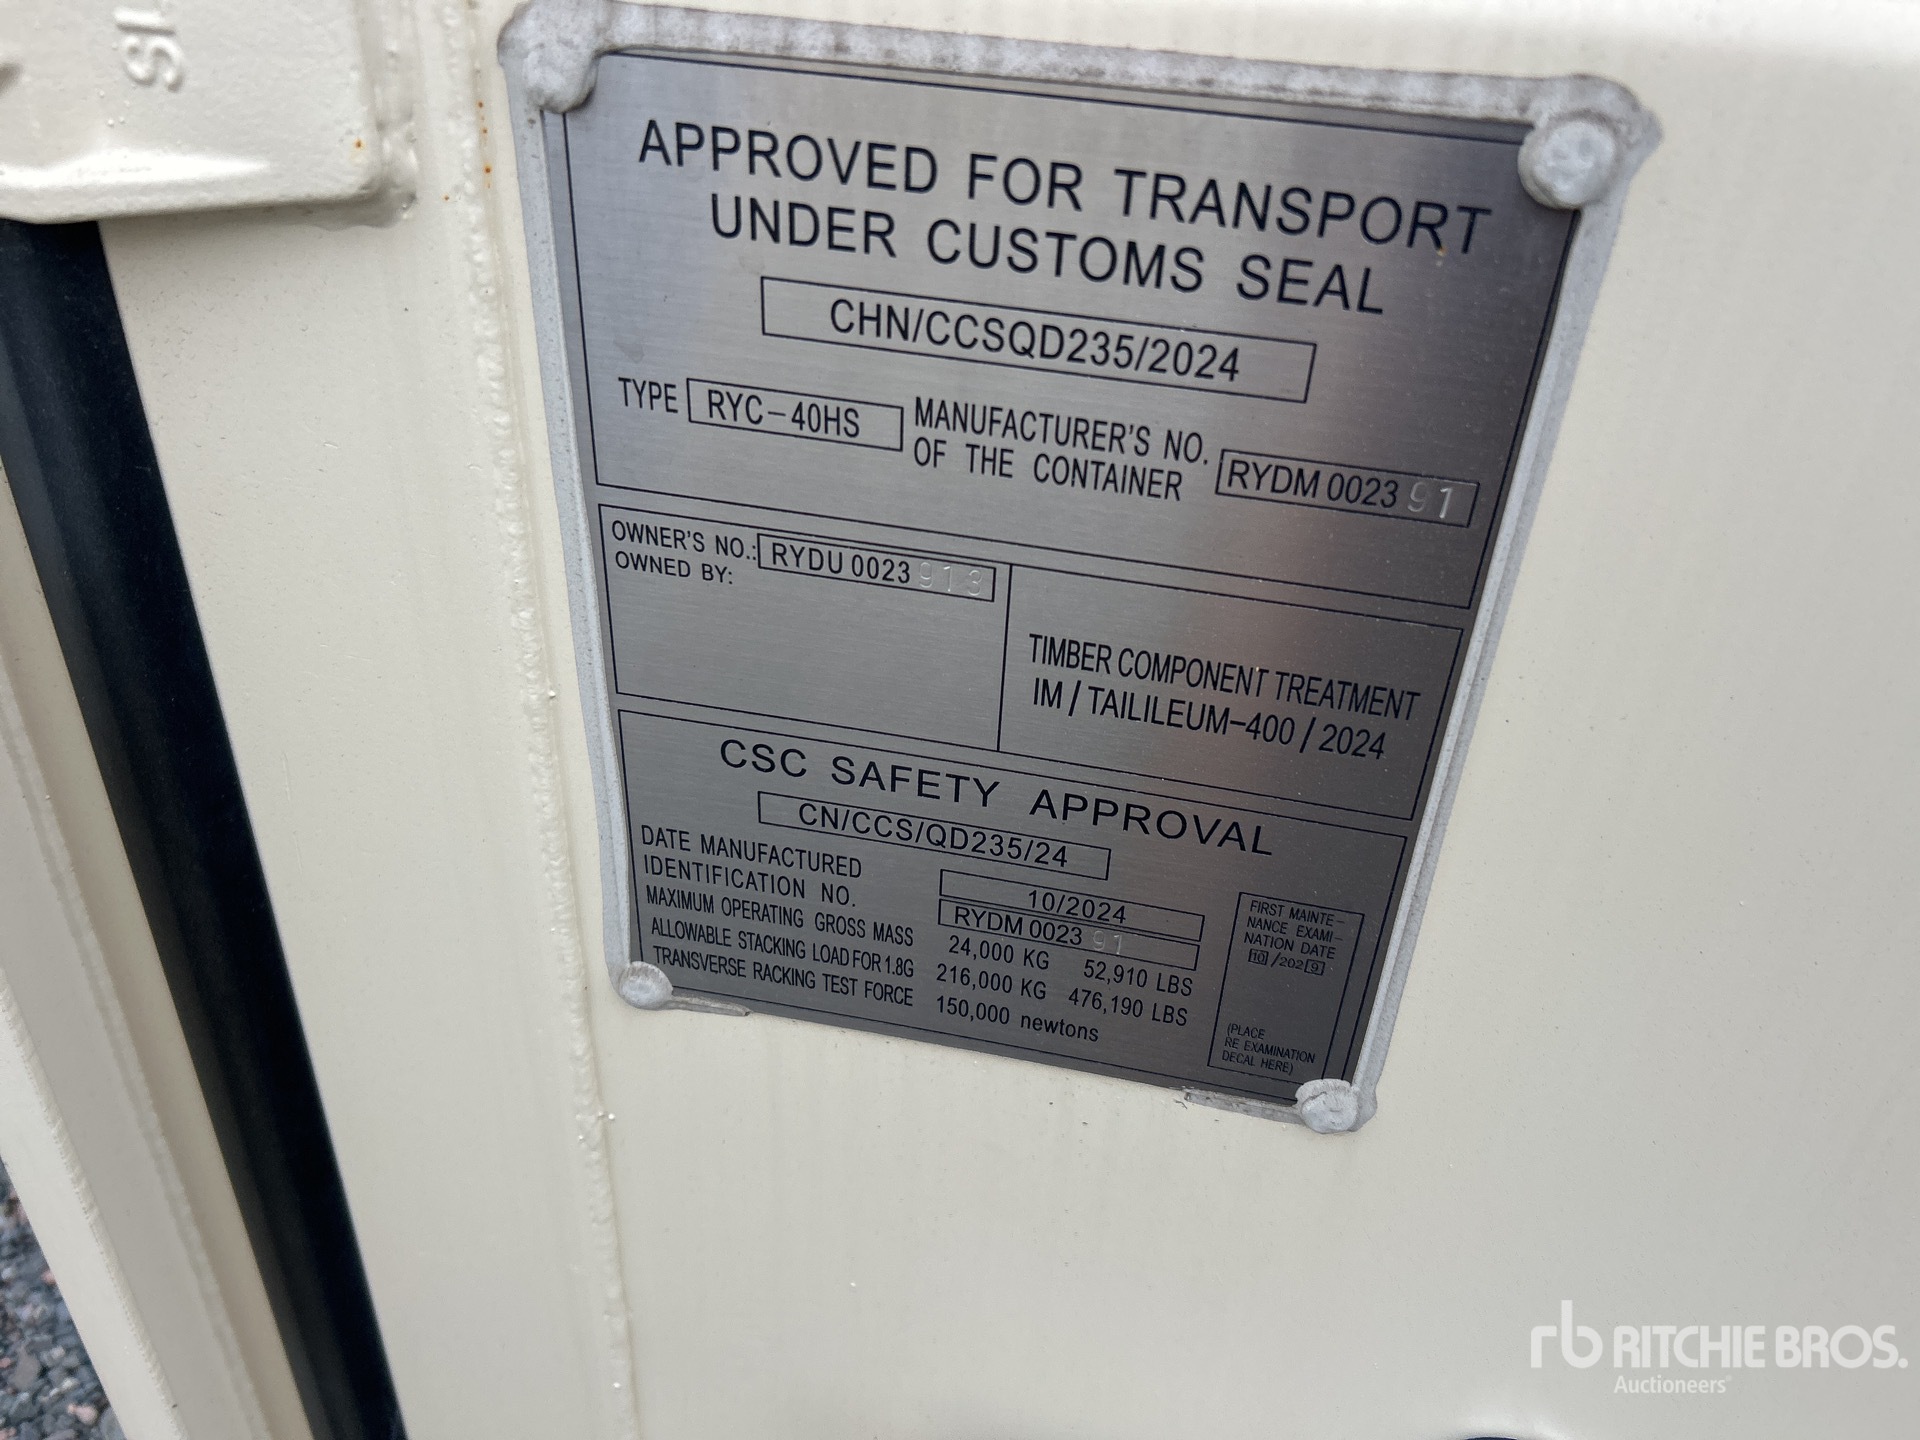 APPROVED FOR TRANSPORT
UNDER CUSTOMS SEAL
CHN/CCSQD235/2024
TYPE RYC-40HS MANUFACTURER'S NO.
OF THE CONTAINER RYDM 0023 91
OWNER'S NO.: RYDU 0023 913
OWNED BY:
TIMBER COMPONENT TREATMENT
IM / TAILILEUM-400 / 2024
CSC SAFETY APPROVAL
CN/CCS/QD235/24
DATE MANUFACTURED 10/2024
IDENTIFICATION NO. RYDM 0023 91
MAXIMUM OPERATING GROSS MASS 24,000 KG 52,910 LBS
ALLOWABLE STACKING LOAD FOR 1.8G 216,000 KG 476,190 LBS
TRANSVERSE RACKING TEST FORCE 150,000 newtons
FIRST MAINTE-
NANCE EXAMI-
NATION DATE
10/2029
(PLACE
RE EXAMINATION
DECAL HERE)
rb RITCHIE BROS.
Auctioneers